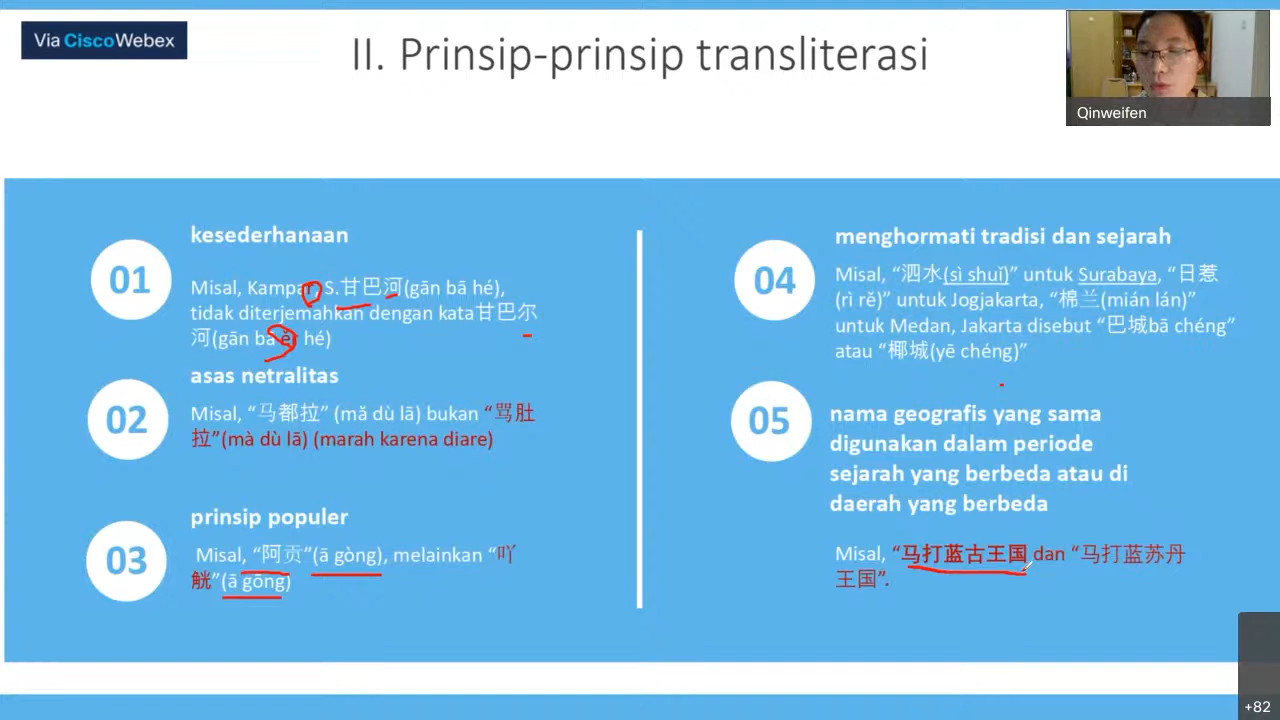 Via CiscoWebex
II. Prinsip-prinsip transliterasi
Qinweifen
01
kesederhanaan
Misal, Kampar, S.甘巴河(gān bā hé),
tidak diterjemahkan dengan kata甘巴尔
河(gān bā ěr hé)
02
asas netralitas
Misal, “马都拉” (mǎ dù lā) bukan “骂肚
拉”(mà dù lā) (marah karena diare)
03
prinsip populer
Misal, “阿贡”(ā gòng), melainkan “吖
觥”(ā gōng)
04
menghormati tradisi dan sejarah
Misal, “泗水(sì shuǐ)” untuk Surabaya, “日惹
(rì rě)” untuk Jogjakarta, “棉兰(mián lán)”
untuk Medan, Jakarta disebut “巴城bā chéng”
atau “椰城(yē chéng)”
05
nama geografis yang sama
digunakan dalam periode
sejarah yang berbeda atau di
daerah yang berbeda
Misal, “马打蓝古王国 dan “马打蓝苏丹
王国”.
+82